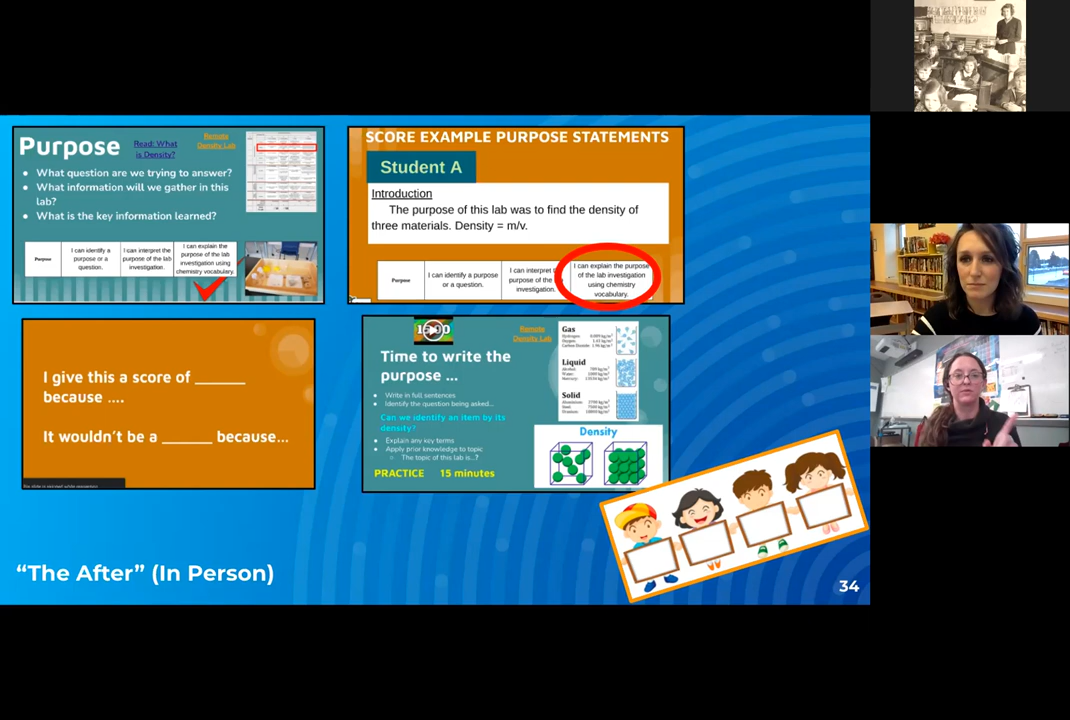 Purpose
Read: What
is Density?
Remote
Density Lab
● What question are we trying to answer?
● What information will we gather in this
lab?
● What is the key information learned?
Purpose
I can identify a
purpose or a
question.
I can interpret the
purpose of the lab
investigation.
I can explain the
purpose of the lab
investigation using
chemistry vocabulary.
SCORE EXAMPLE PURPOSE STATEMENTS
Student A
Introduction
The purpose of this lab was to find the density of
three materials. Density = m/v.
Purpose
I can identify a purpose
or a question.
I can interpret
purpose of the
investigation.
I can explain the purpose
of the lab investigation
using chemistry
vocabulary.
I give this a score of _______
because ....
It wouldn't be a _______ because...
Time to write the
purpose ...
Remote
Density Lab
● Write in full sentences
● Identify the question being asked...
Can we identify an item by its
density?
● Explain any key terms
● Apply prior knowledge to topic
○ The topic of this lab is...?
PRACTICE 15 minutes
Gas
Liquid
Solid
Density
"The After" (In Person)
34